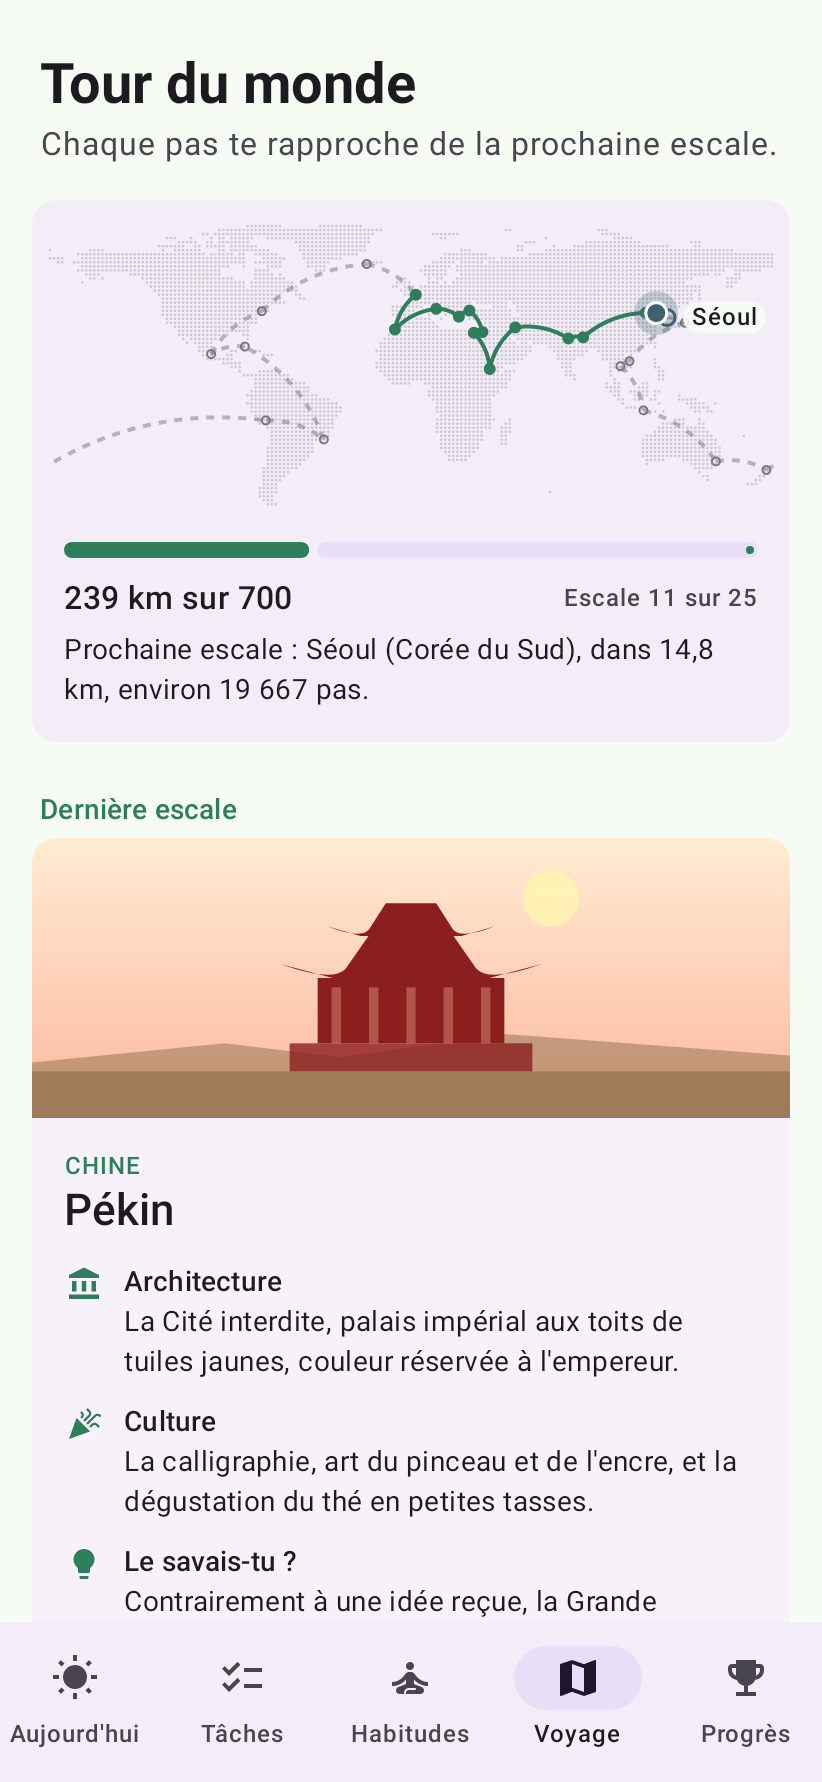 Tour du monde
Chaque pas te rapproche de la prochaine escale.
Séoul
239 km sur 700
Escale 11 sur 25
Prochaine escale : Séoul (Corée du Sud), dans 14,8
km, environ 19 667 pas.
Dernière escale
CHINE
Pékin
Architecture
La Cité interdite, palais impérial aux toits de
tuiles jaunes, couleur réservée à l'empereur.
Culture
La calligraphie, art du pinceau et de l'encre, et la
dégustation du thé en petites tasses.
Le savais-tu ?
Contrairement à une idée reçue, la Grande
Aujourd'hui
Tâches
Habitudes
Voyage
Progrès